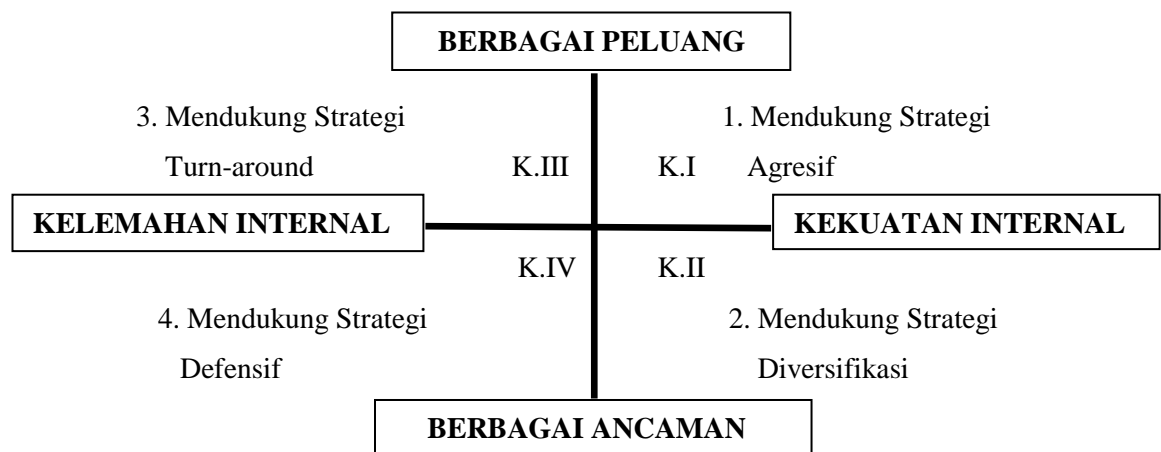 BERBAGAI PELUANG
3. Mendukung Strategi
Turn-around
1. Mendukung Strategi
Agresif
K.III
K.I
KELEMAHAN INTERNAL
KEKUATAN INTERNAL
K.IV
K.II
4. Mendukung Strategi
Defensif
2. Mendukung Strategi
Diversifikasi
BERBAGAI ANCAMAN